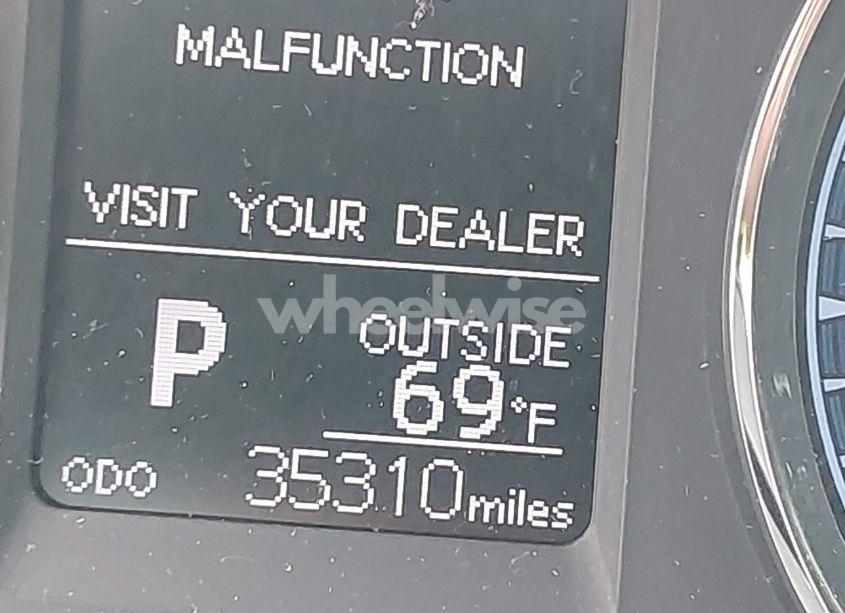 MALFUNCTION
VISIT YOUR DEALER
wheelwise
P
OUTSIDE
69°F
ODO 35310 miles